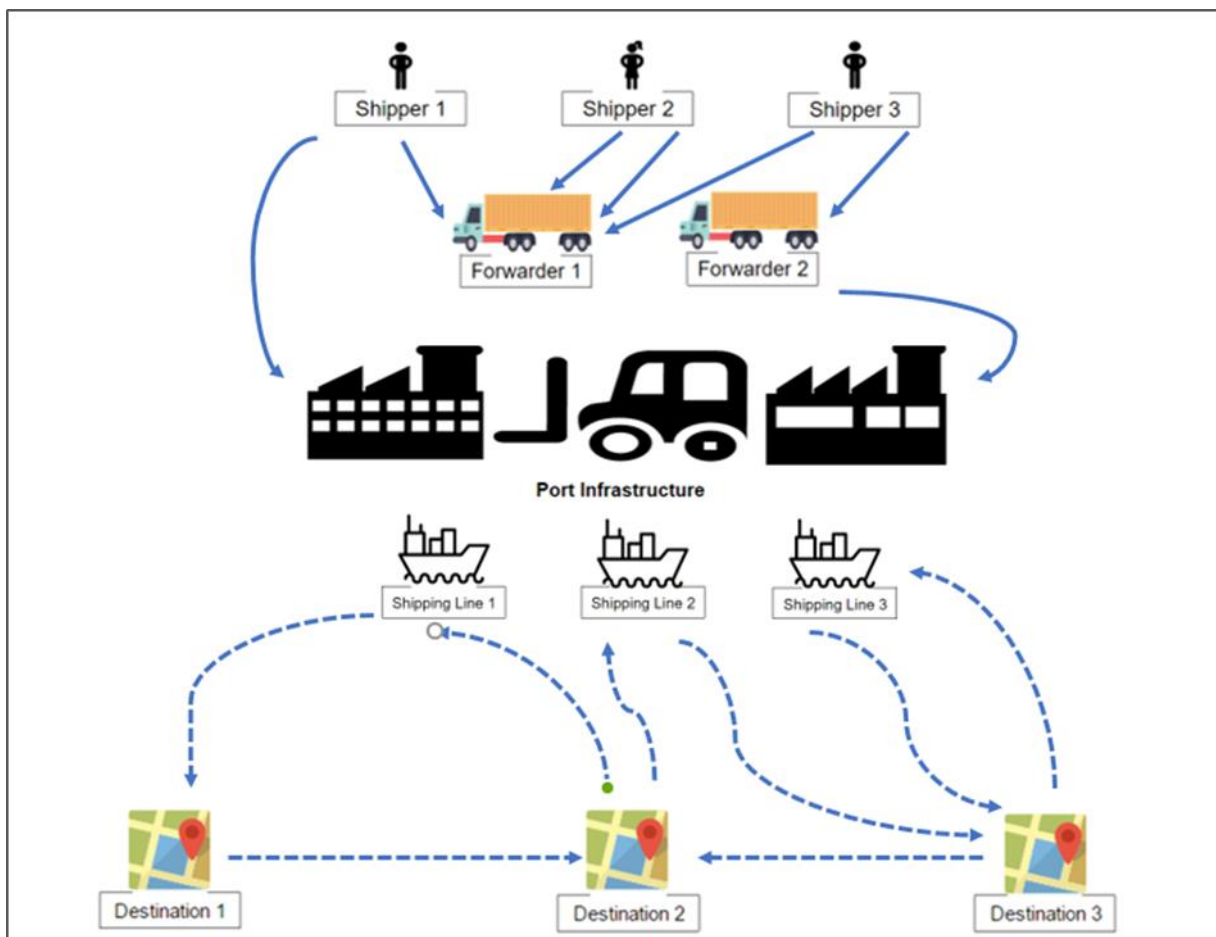 Shipper 1
Shipper 2
Shipper 3
Forwarder 1
Forwarder 2
Port Infrastructure
Shipping Line 1
Shipping Line 2
Shipping Line 3
Destination 1
Destination 2
Destination 3